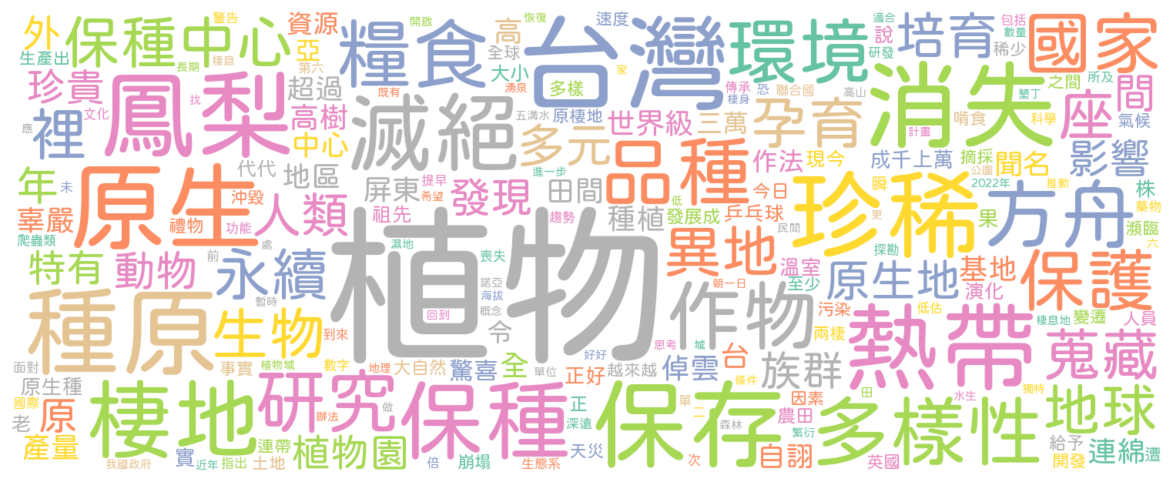 外 保種中心 警告 資源 開啟 糧食 高 速度 台灣 環境 培育 適合 包括 說 數量 國家
生產出 棲息 亞 全球 研發 稀少
長期 第六 大小 家
珍貴 鳳梨 超過 既有 湧泉 多樣 傳承 恐 聯合國 消失 之間 所及 座 間
裡 文化 找 高樹 滅絕 五溝水 原棲地 世界級 棲身 三萬 高山 孕育 啃食 墾丁 科學 氣候
應 中心 多元 品種 計畫 影響
年 未 原生 代代 地區 屏東 提早 發現 進一步 田間 作法 現今 成千上萬 摘採 聞名
沖毀 希望 低 今日 珍稀 瞬 公園 2022年 推動 方舟 株
辜嚴 禮物 人類 祖先 趨勢 種植 發展成 乒乓球 果 更 藥物
爬蟲類 功能 植物 異地 民間 探勘 瀕臨
特有 動物 前 處 永續 濕地 喪失 朝一日 溫室 原生地 基地 六 保護
諾亞 至少 演化
種原 暫時 海拔 作物 污染 低估 棲息地 變遷 人員
生物 到來 回到 概念 令 域 兩棲 熱帶
面對 事實 植物域 數字 地理 大自然 驚喜 全 好好 單位 思考 台 族群 蒐藏
原生種 棲地 研究 保種 越來越 正好 倬雲 條件 因素 田 水生 獨特
國際 辦法 做 正 保存 單 二 農田 多樣性 地球
老 原 連帶 植物園 深遠 森林 繁衍 給予 連綿 遭
產量 實 倍 天災 次 自詡 開發
我國政府 近年 指出 土地 崩塌 生態系 英國